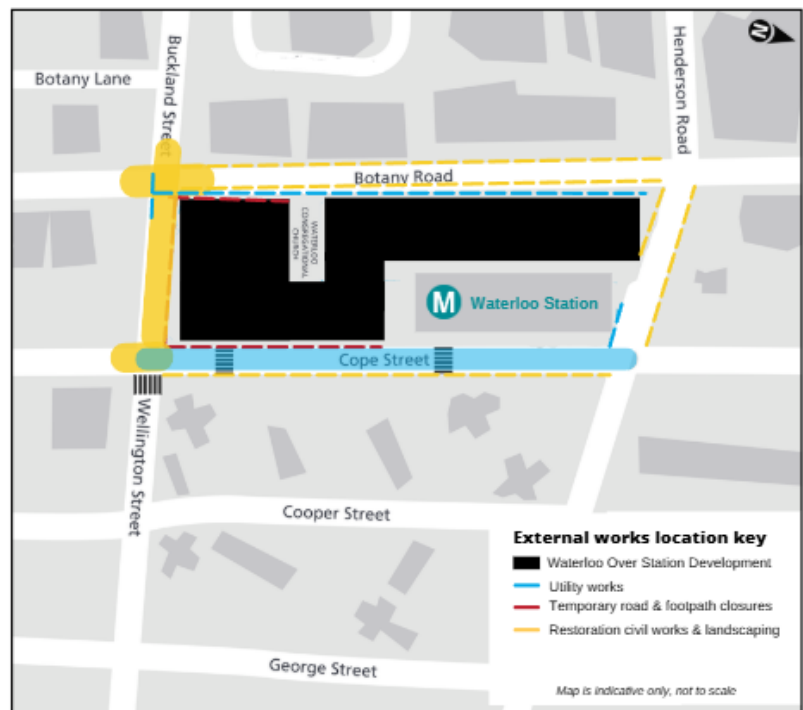 N
Buckland Street
Henderson Road
Botany Lane
Botany Road
WATERLOO
CONGREGATIONAL
CHURCH
M Waterloo Station
Cope Street
Wellington Street
Cooper Street
External works location key
Waterloo Over Station Development
Utility works
Temporary road & footpath closures
Restoration civil works & landscaping
George Street
Map is indicative only, not to scale